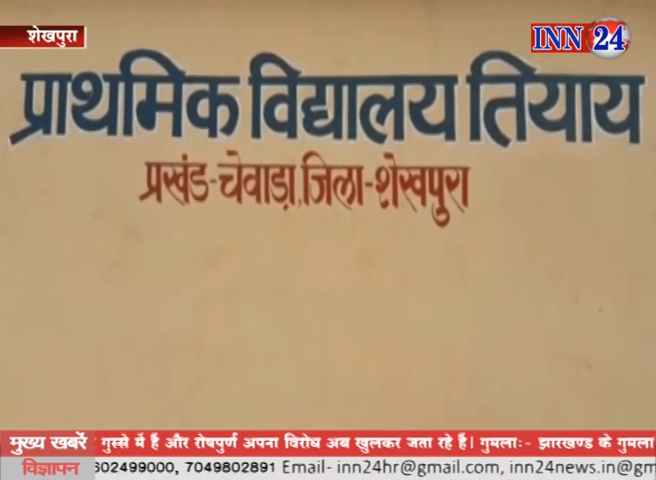 शेखपुरा
INN 24
प्राथमिक विद्यालय तियाय
प्रखंड-चेवाड़ा,जिला-शेखपुरा
मुख्य खबरें गुस्से में हैं और रोषपुर्ण अपना विरोध अब खुलकर जता रहे है। गुमलाः- झारखण्ड के गुमला
विज्ञापन 602499000, 7049802891 Email- inn24hr@gmail.com, inn24news.in@gm